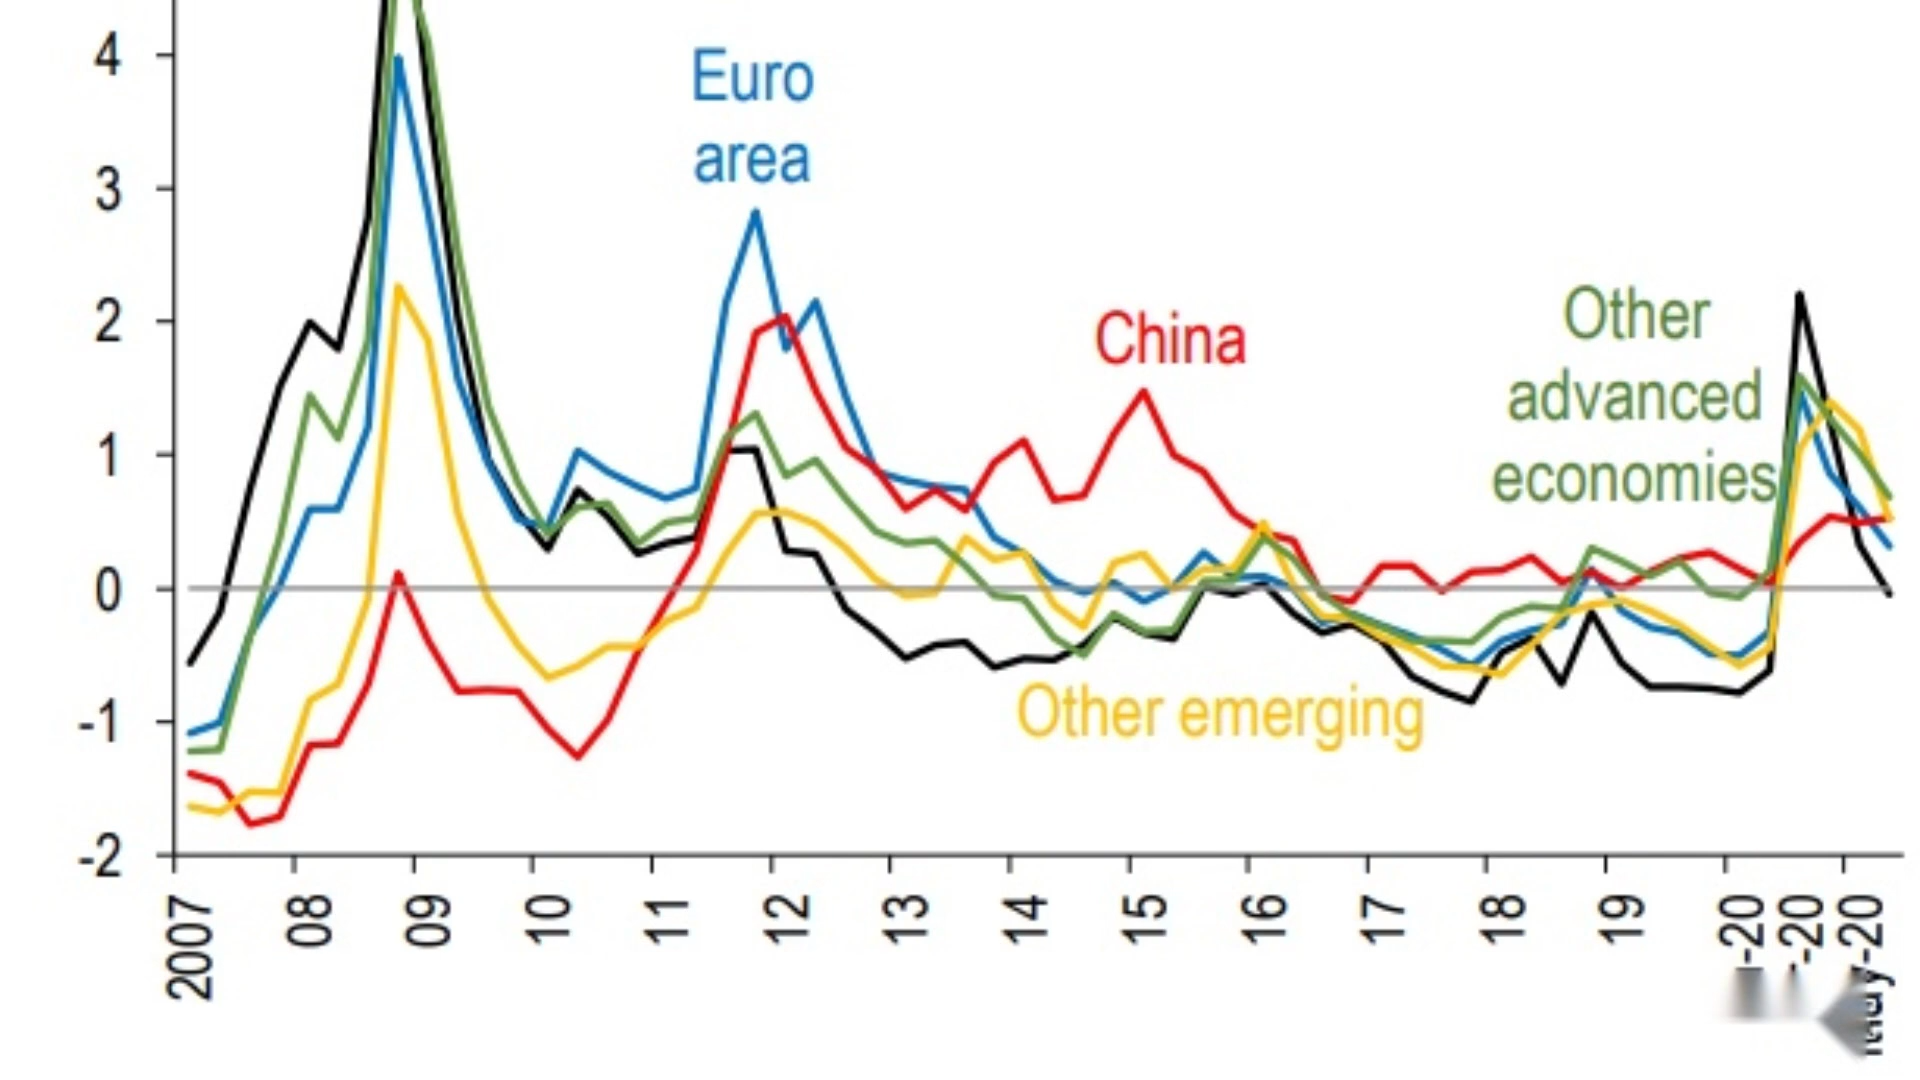 4
Euro
area
3
2
Other
China
advanced
1
economies
0
Other emerging
-1
-2
2007 08 09 10 11 12 13 14 15 16 17 18 19 -20 -20 -20